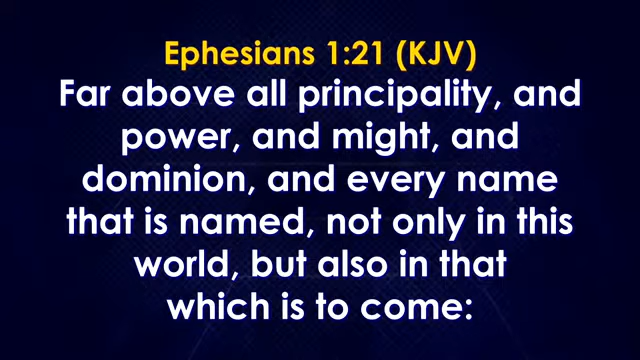 Ephesians 1:21 (KJV)
Far above all principality, and
power, and might, and
dominion, and every name
that is named, not only in this
world, but also in that
which is to come: